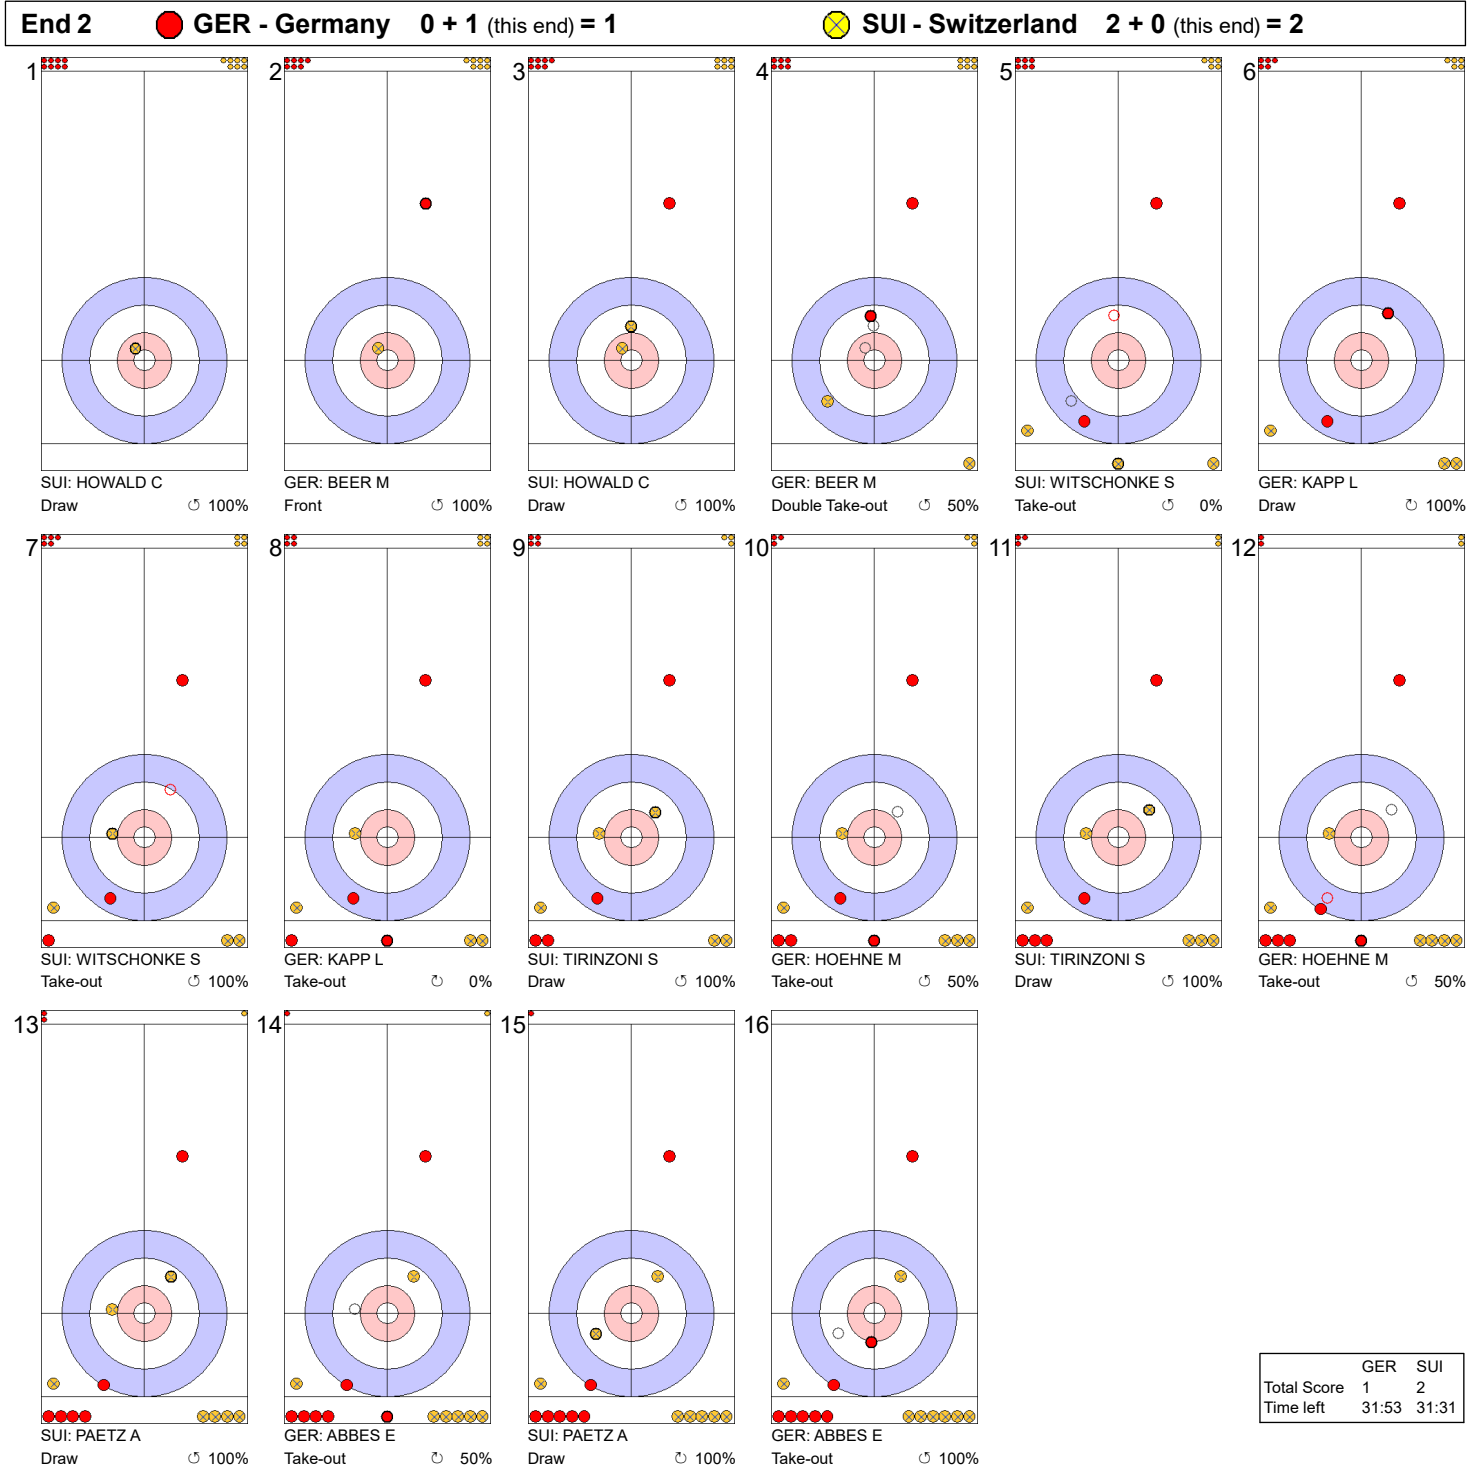 End 2 GER - Germany 0 + 1 (this end) = 1 SUI - Switzerland 2 + 0 (this end) = 2
1 2 3 4 5 6
SUI: HOWALD C GER: BEER M SUI: HOWALD C GER: BEER M SUI: WITSCHONKE S GER: KAPP L
Draw ↺ 100% Front ↺ 100% Draw ↺ 100% Double Take-out ↺ 50% Take-out ↺ 0% Draw ↺ 100%
7 8 9 10 11 12
SUI: WITSCHONKE S GER: KAPP L SUI: TIRINZONI S GER: HOEHNE M SUI: TIRINZONI S GER: HOEHNE M
Take-out ↺ 100% Take-out ↻ 0% Draw ↺ 100% Take-out ↺ 50% Draw ↺ 100% Take-out ↺ 50%
13 14 15 16
SUI: PAETZ A GER: ABBES E SUI: PAETZ A GER: ABBES E
Draw ↺ 100% Take-out ↻ 50% Draw ↻ 100% Take-out ↺ 100%
GER SUI
Total Score 1 2
Time left 31:53 31:31